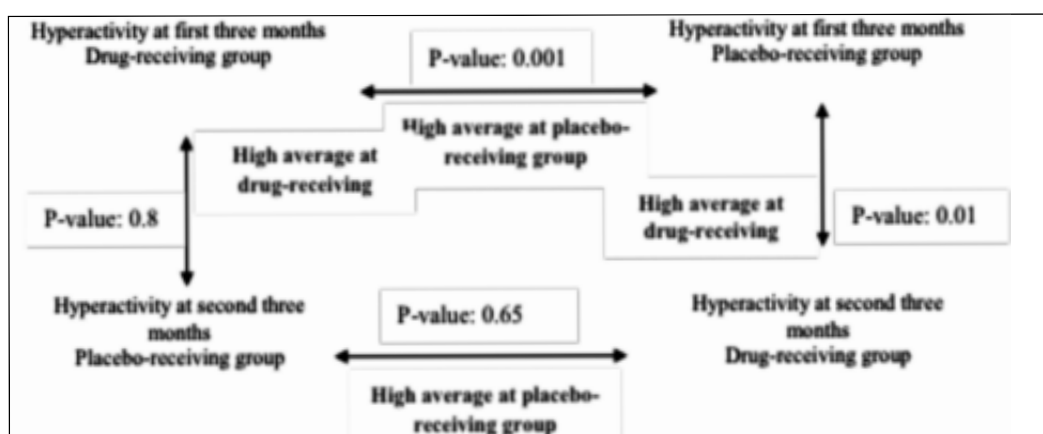 Hyperactivity at first three months
Drug-receiving group
P-value: 0.001
Hyperactivity at first three months
Placebo-receiving group
High average at placebo-
receiving group
High average at
drug-receiving
P-value: 0.8
High average at
drug-receiving
P-value: 0.01
Hyperactivity at second three
months
Placebo-receiving group
P-value: 0.65
Hyperactivity at second three
months
Drug-receiving group
High average at placebo-
receiving group